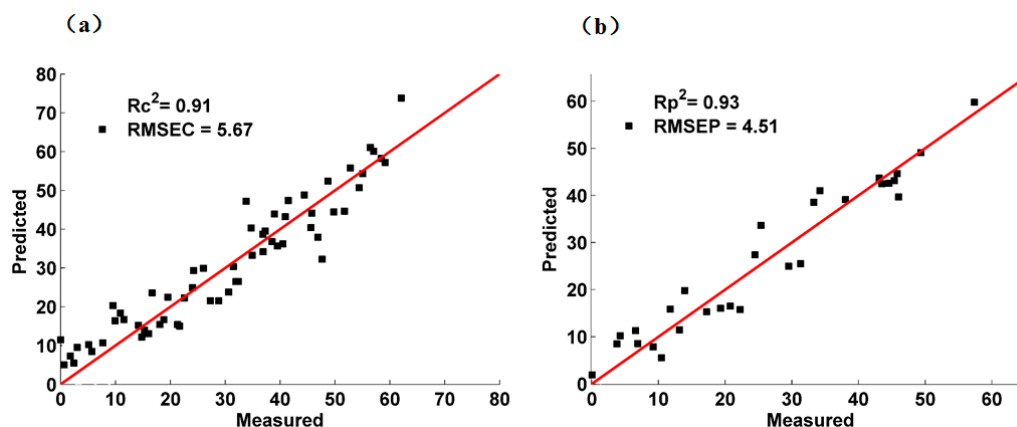 （a）
Rc2= 0.91
RMSEC = 5.67
80
70
60
50
40
30
20
10
0
Predicted
0 10 20 30 40 50 60 70 80
Measured
（b）
Rp2= 0.93
RMSEP = 4.51
60
50
40
30
20
10
0
Predicted
0 10 20 30 40 50 60
Measured